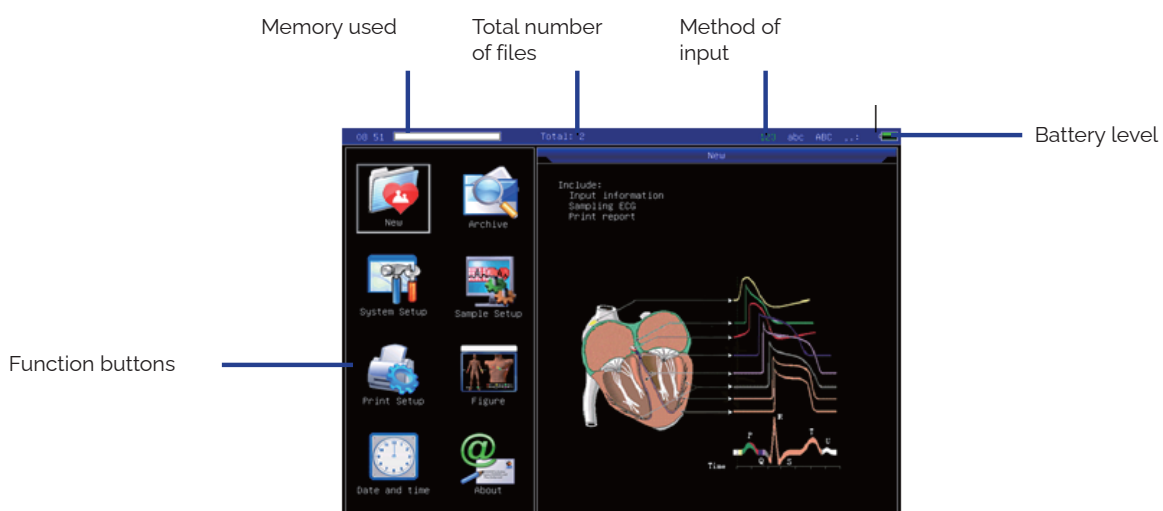 Memory used
Total number
of files
Method of
input
Battery level
08 51
Total: 2
123 abc ABC ..:
New
New
Archive
System Setup
Sample Setup
Print Setup
Figure
Date and time
About
Function buttons
Include:
Input information
Sampling ECG
Print report
R
P
T
U
Q
S
Time